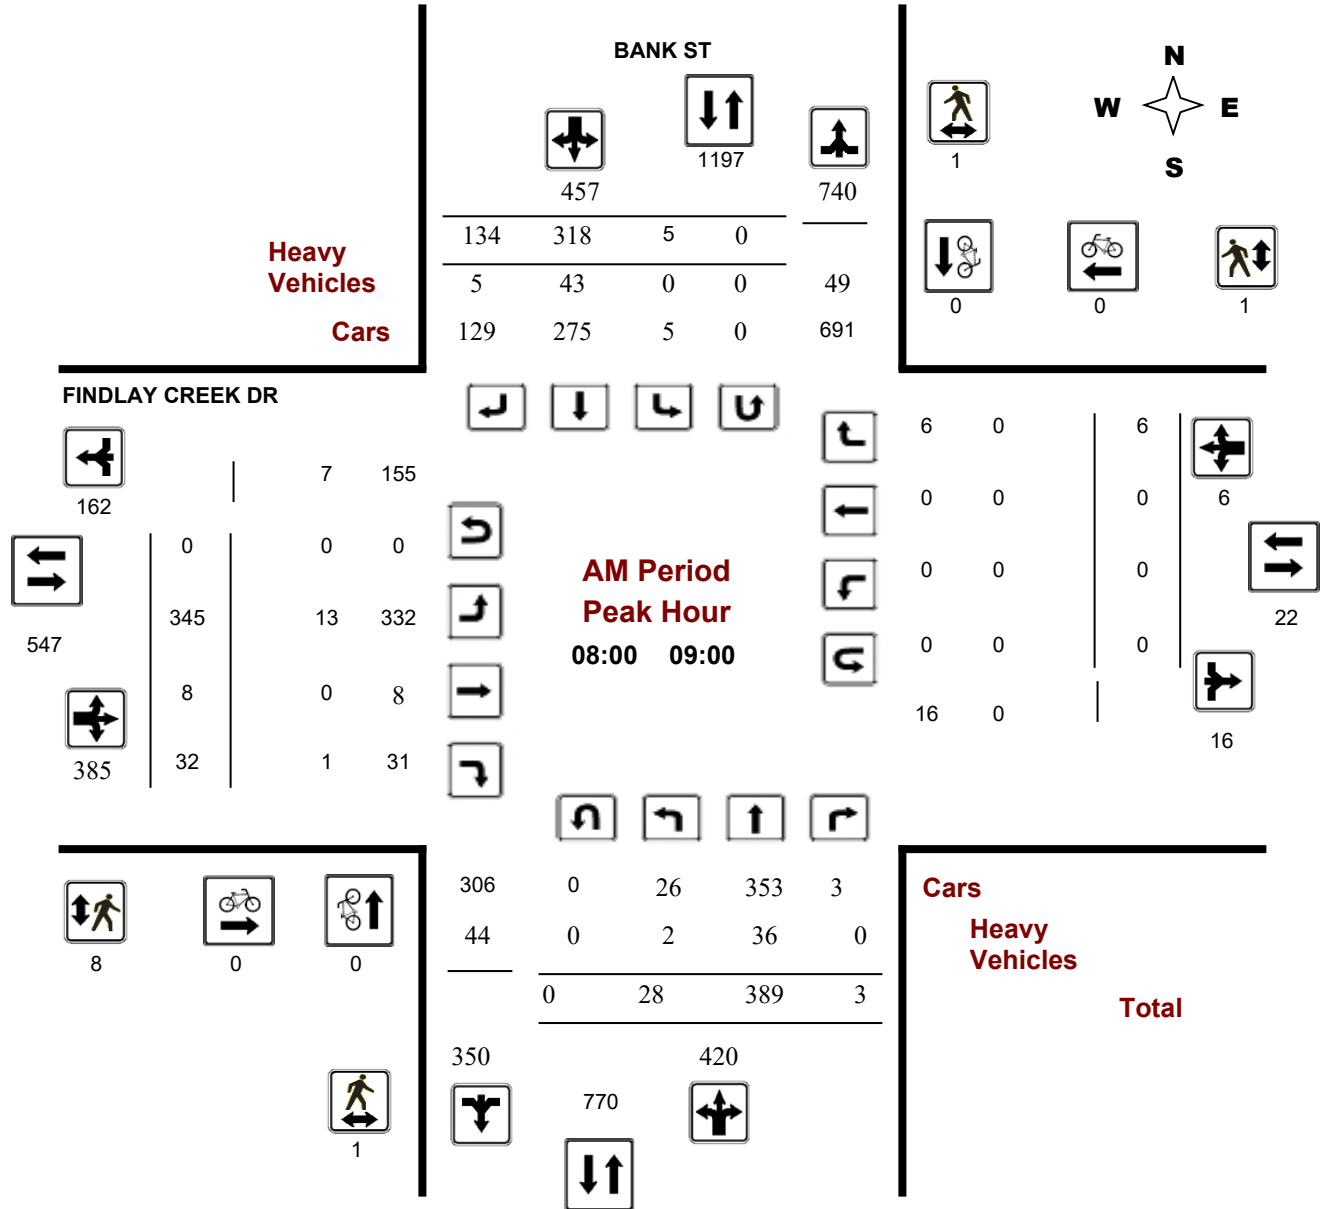 BANK ST
N
W E
S
1197
1
457
740
134 318 5 0
Heavy
Vehicles
5 43 0 0 49
0 0 1
Cars
129 275 5 0 691
FINDLAY CREEK DR
6 0 6
7 155
162
0 0 0 6
0 0 0
AM Period
0 0 0
345 13 332
Peak Hour
22
547
08:00 09:00
0 0 0
8 0 8
16 0
16
385
32 1 31
306 0 26 353 3
Cars
44 0 2 36 0
Heavy
Vehicles
8 0 0
0 28 389 3
Total
350 420
770
1